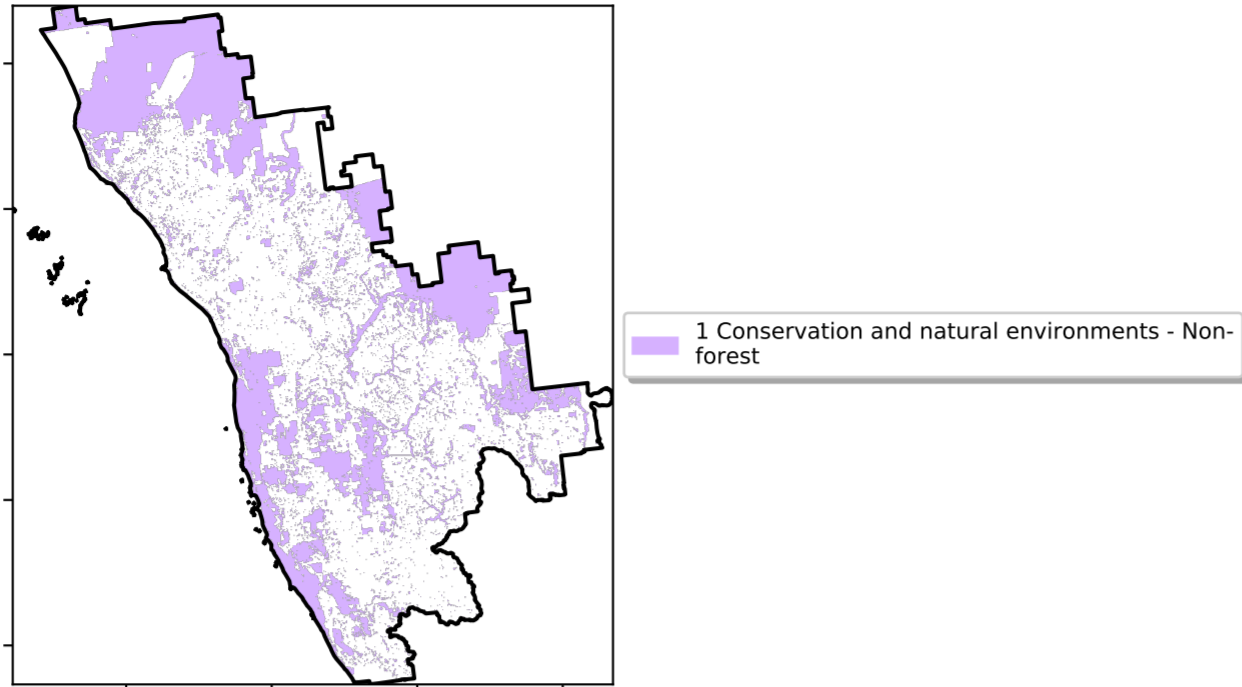 1 Conservation and natural environments - Non-
forest